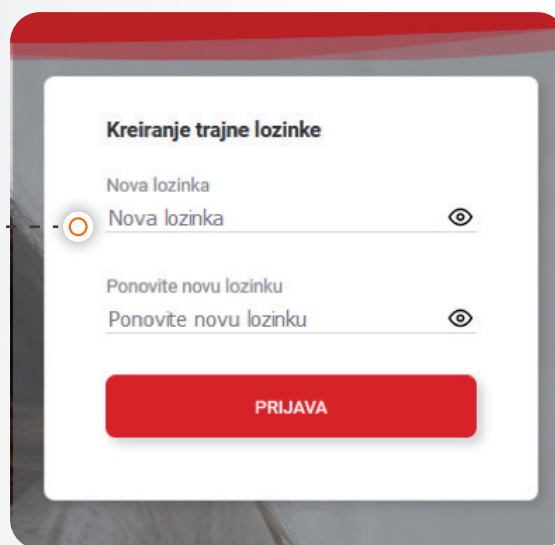 Kreiranje trajne lozinke
Nova lozinka
Nova lozinka
Ponovite novu lozinku
Ponovite novu lozinku
PRIJAVA